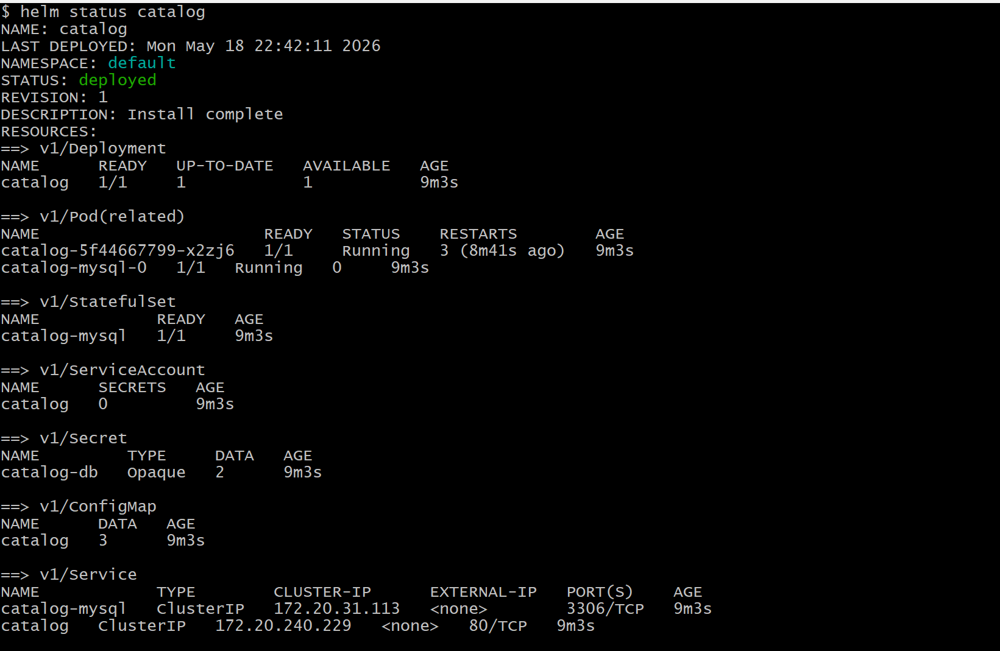 $ helm status catalog
NAME: catalog
LAST DEPLOYED: Mon May 18 22:42:11 2026
NAMESPACE: default
STATUS: deployed
REVISION: 1
DESCRIPTION: Install complete
RESOURCES:
==> v1/Deployment
NAME      READY   UP-TO-DATE   AVAILABLE   AGE
catalog   1/1     1            1           9m3s

==> v1/Pod(related)
NAME                       READY   STATUS    RESTARTS        AGE
catalog-5f44667799-x2zj6   1/1     Running   3 (8m41s ago)   9m3s
catalog-mysql-0   1/1   Running   0     9m3s

==> v1/StatefulSet
NAME            READY   AGE
catalog-mysql   1/1     9m3s

==> v1/ServiceAccount
NAME      SECRETS   AGE
catalog   0         9m3s

==> v1/Secret
NAME         TYPE     DATA   AGE
catalog-db   Opaque   2      9m3s

==> v1/ConfigMap
NAME      DATA   AGE
catalog   3      9m3s

==> v1/Service
NAME            TYPE        CLUSTER-IP      EXTERNAL-IP   PORT(S)    AGE
catalog-mysql   ClusterIP   172.20.31.113   <none>        3306/TCP   9m3s
catalog   ClusterIP   172.20.240.229   <none>   80/TCP   9m3s